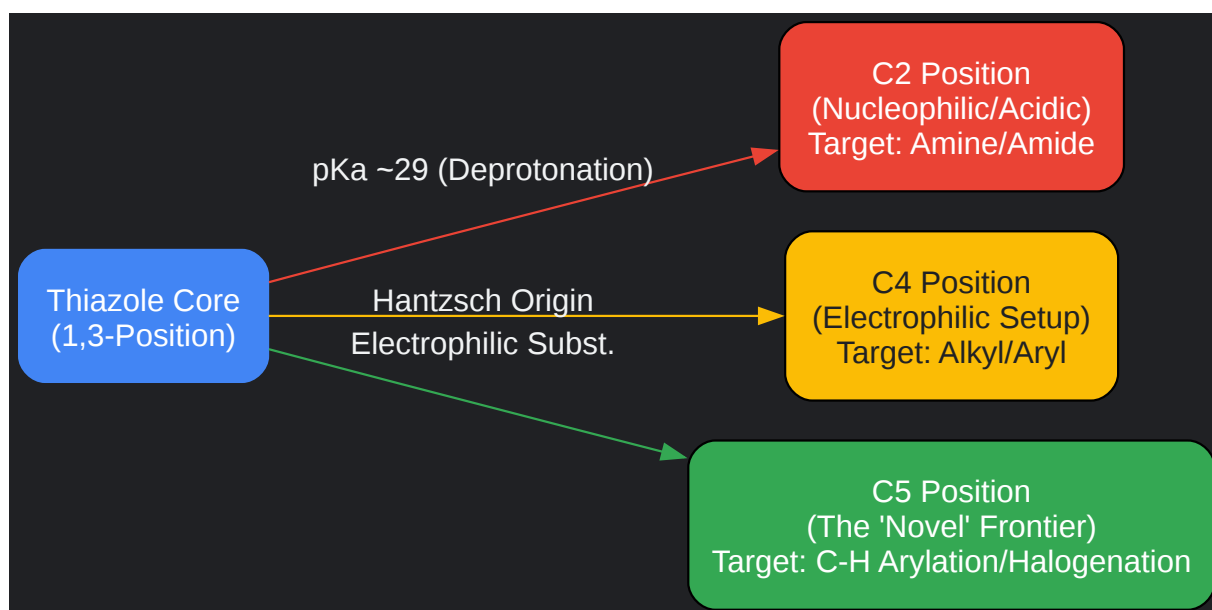 C2 Position
(Nucleophilic/Acidic)
Target: Amine/Amide
pKa ~29 (Deprotonation)
Thiazole Core
(1,3-Position)
Hantzsch Origin
Electrophilic Subst.
C4 Position
(Electrophilic Setup)
Target: Alkyl/Aryl
C5 Position
(The 'Novel' Frontier)
Target: C-H Arylation/Halogenation